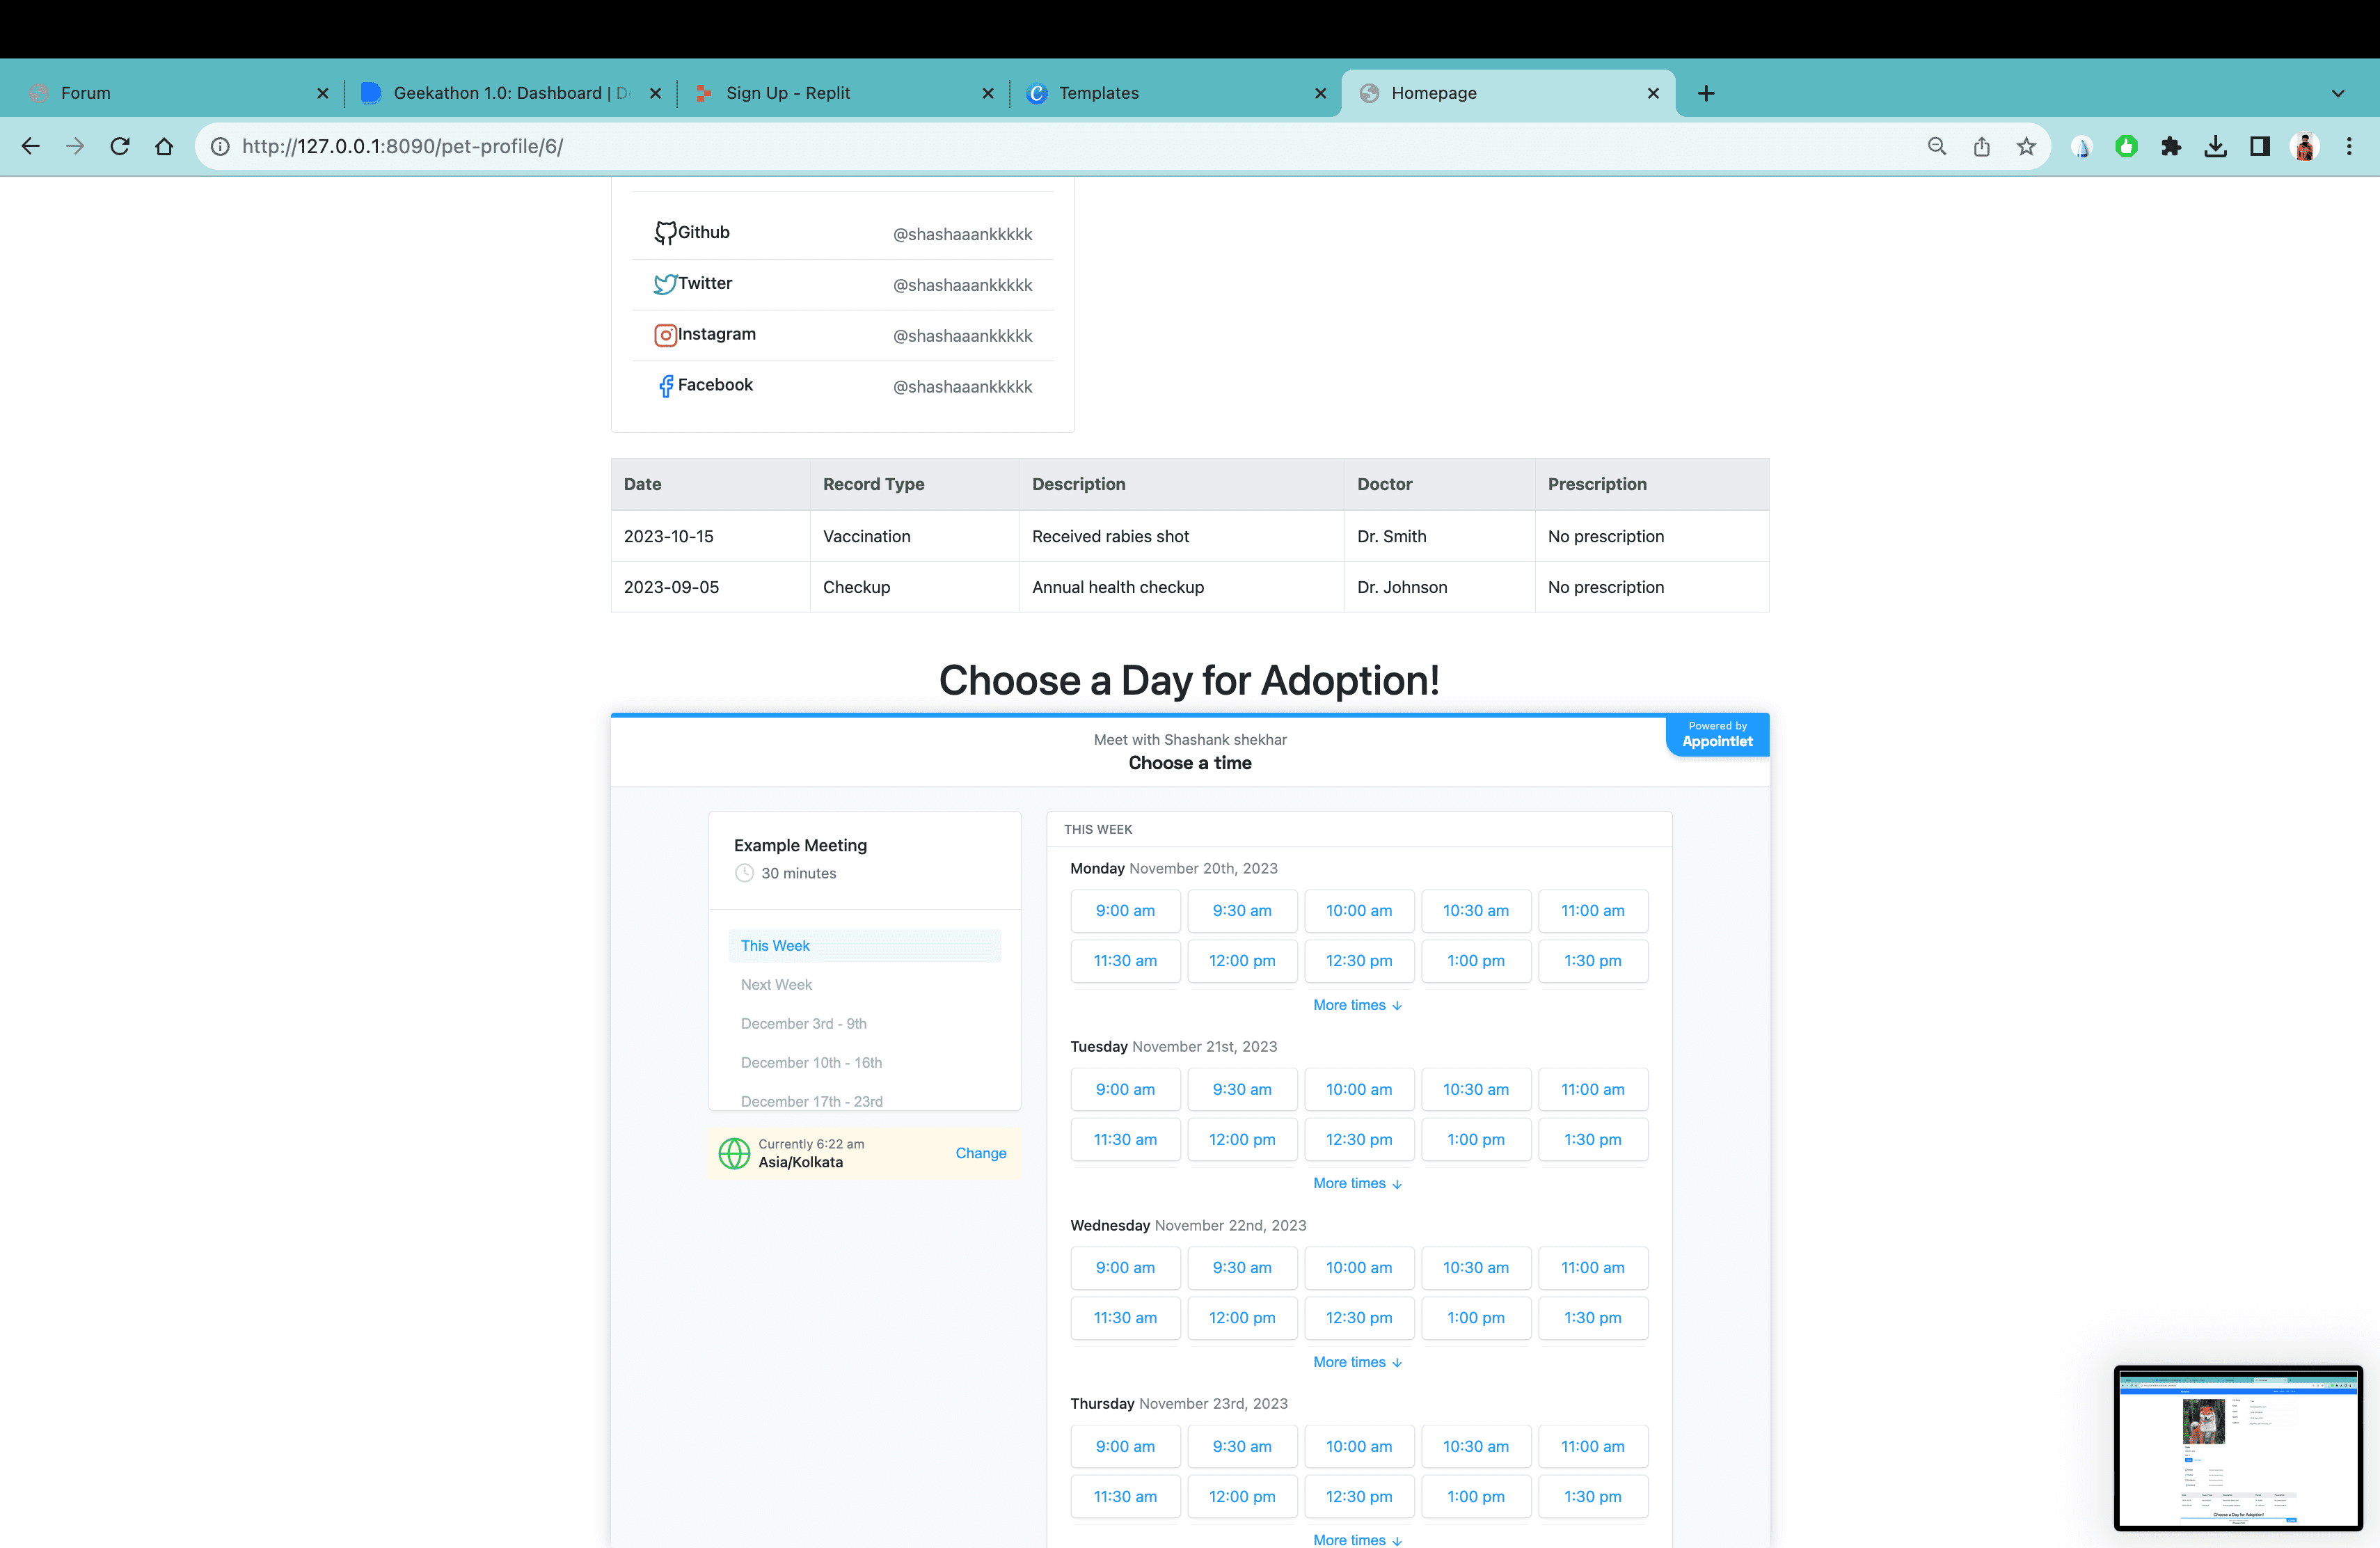 Forum
Geekathon 1.0: Dashboard | De
Sign Up - Replit
Templates
Homepage
http://127.0.0.1:8090/pet-profile/6/
Github @shashaaankkkkk
Twitter @shashaaankkkkk
Instagram @shashaaankkkkk
Facebook @shashaaankkkkk
Date Record Type Description Doctor Prescription
2023-10-15 Vaccination Received rabies shot Dr. Smith No prescription
2023-09-05 Checkup Annual health checkup Dr. Johnson No prescription
Choose a Day for Adoption!
Meet with Shashank shekhar
Choose a time
Powered by
Appointlet
Example Meeting
30 minutes
This Week
Next Week
December 3rd - 9th
December 10th - 16th
December 17th - 23rd
Currently 6:22 am
Asia/Kolkata
Change
THIS WEEK
Monday November 20th, 2023
9:00 am 9:30 am 10:00 am 10:30 am 11:00 am
11:30 am 12:00 pm 12:30 pm 1:00 pm 1:30 pm
More times ↓
Tuesday November 21st, 2023
9:00 am 9:30 am 10:00 am 10:30 am 11:00 am
11:30 am 12:00 pm 12:30 pm 1:00 pm 1:30 pm
More times ↓
Wednesday November 22nd, 2023
9:00 am 9:30 am 10:00 am 10:30 am 11:00 am
11:30 am 12:00 pm 12:30 pm 1:00 pm 1:30 pm
More times ↓
Thursday November 23rd, 2023
9:00 am 9:30 am 10:00 am 10:30 am 11:00 am
11:30 am 12:00 pm 12:30 pm 1:00 pm 1:30 pm
More times ↓
Choose a Day for Adoption!